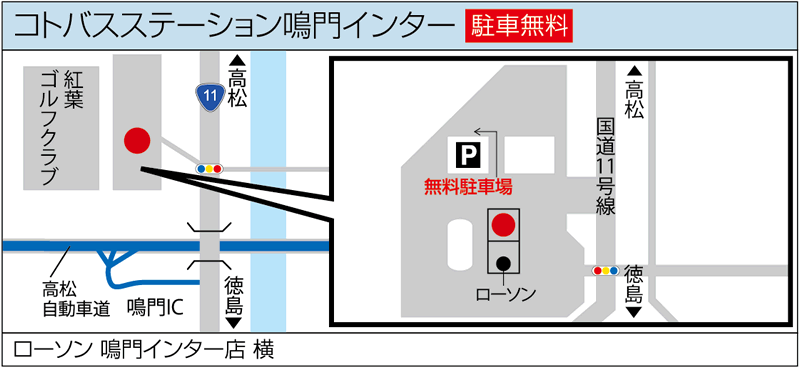 コトバスステーション鳴門インター 駐車無料
紅葉
ゴルフクラブ
11
高松
高松
自動車道
鳴門IC
徳島
高松
国道11号線
P
無料駐車場
ローソン
徳島
ローソン 鳴門インター店 横